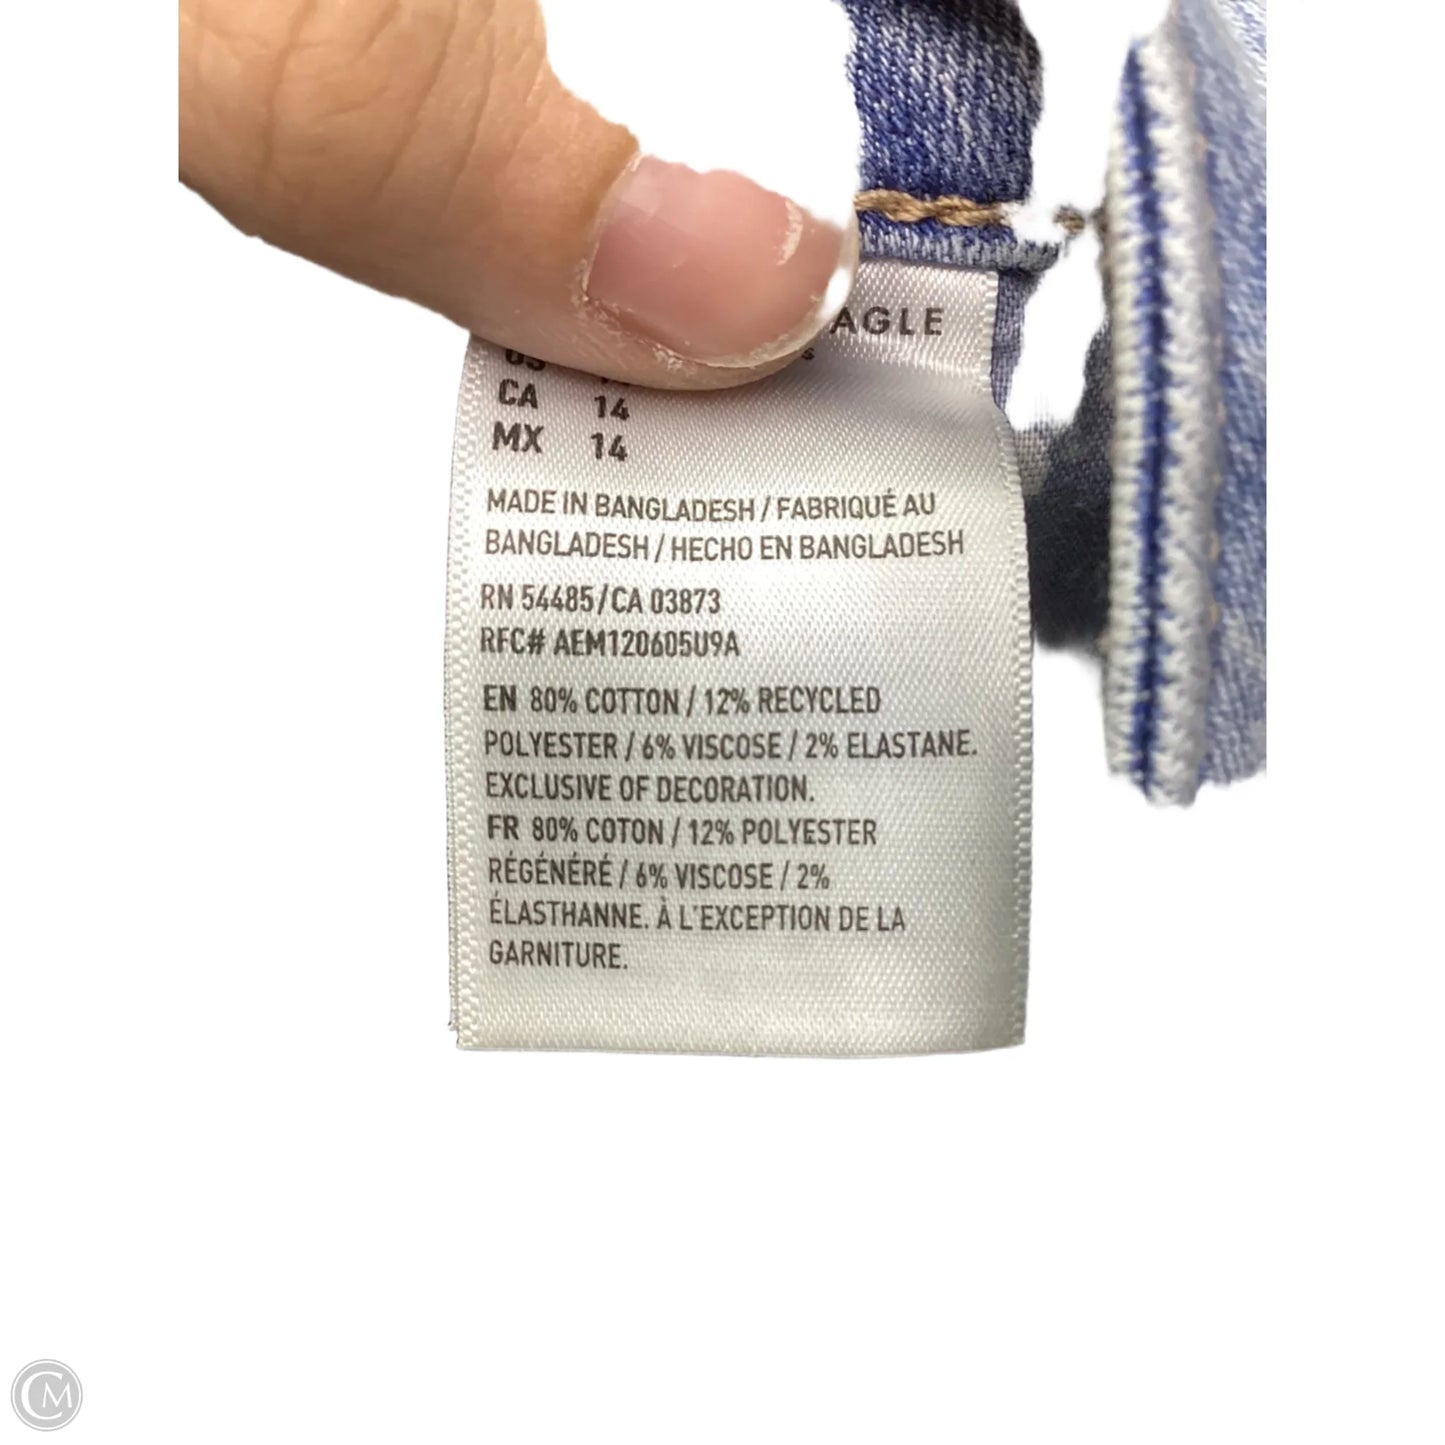 AGLE
US
CA 14
MX 14
MADE IN BANGLADESH / FABRIQUÉ AU
BANGLADESH / HECHO EN BANGLADESH
RN 54485/CA 03873
RFC# AEM120605U9A
EN 80% COTTON / 12% RECYCLED
POLYESTER / 6% VISCOSE / 2% ELASTANE.
EXCLUSIVE OF DECORATION.
FR 80% COTON / 12% POLYESTER
RÉGÉNÉRÉ / 6% VISCOSE / 2%
ÉLASTHANNE. À L'EXCEPTION DE LA
GARNITURE.
CM